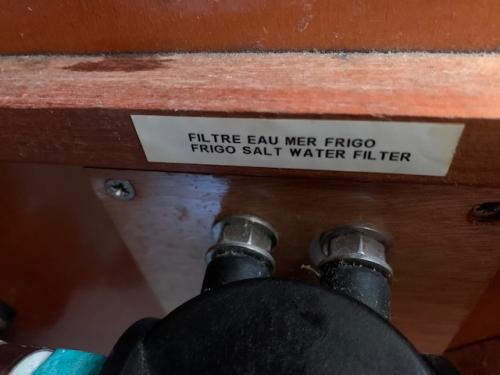 FILTRE EAU MER FRIGO
FRIGO SALT WATER FILTER